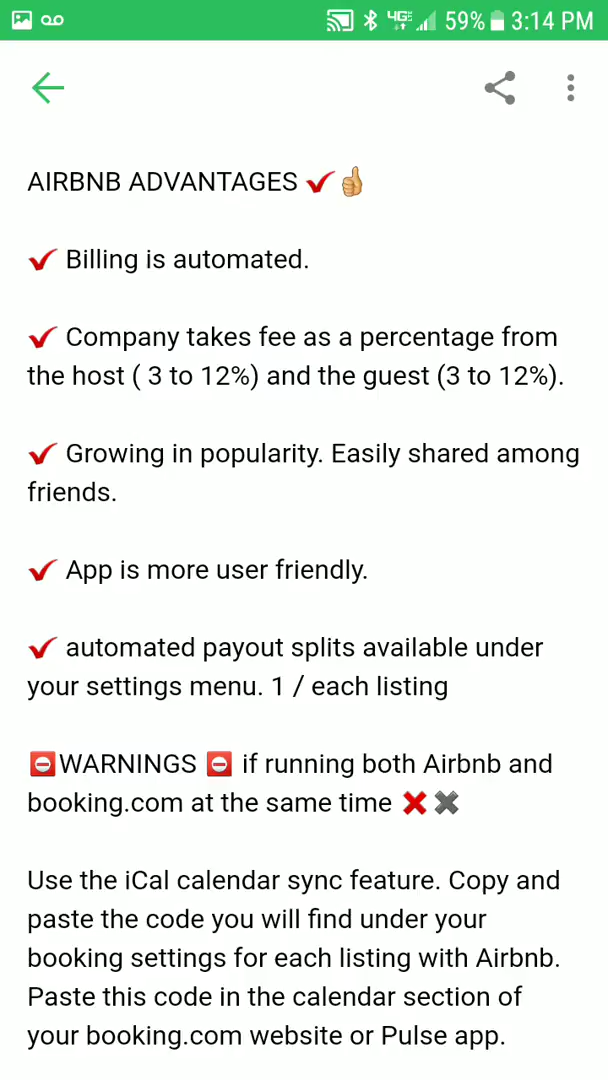 4GE 59% 3:14 PM
AIRBNB ADVANTAGES ✔️👍
✔️ Billing is automated.
✔️ Company takes fee as a percentage from
the host ( 3 to 12%) and the guest (3 to 12%).
✔️ Growing in popularity. Easily shared among
friends.
✔️ App is more user friendly.
✔️ automated payout splits available under
your settings menu. 1 / each listing
⛔WARNINGS ⛔ if running both Airbnb and
booking.com at the same time ❌✖️
Use the iCal calendar sync feature. Copy and
paste the code you will find under your
booking settings for each listing with Airbnb.
Paste this code in the calendar section of
your booking.com website or Pulse app.